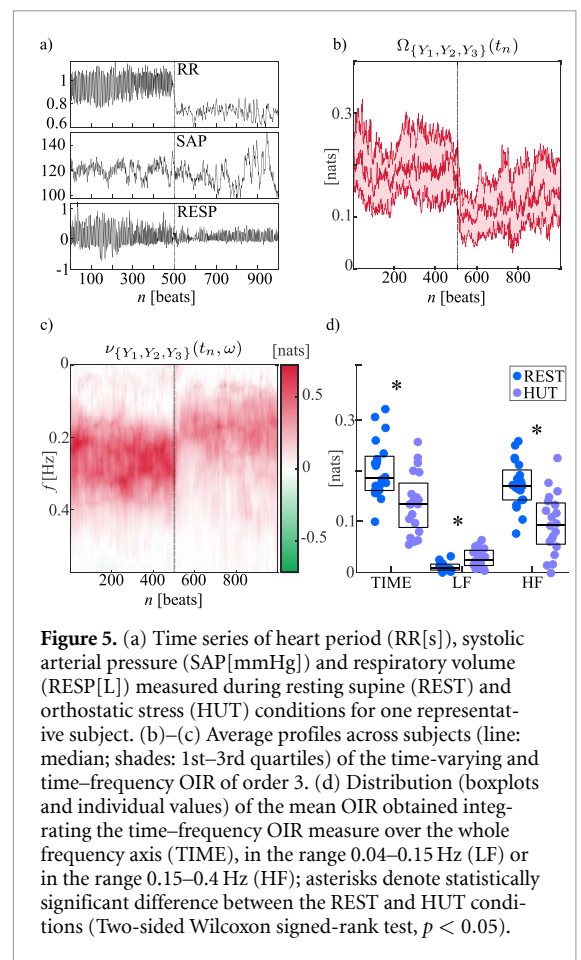 a)
RR
1
0.8
0.6
SAP
140
120
100
RESP
1
0
-1
100 300 500 700 900
n [beats]
b)
Ω{Y1,Y2,Y3}(tn)
[nats]
0.3
0.1
0
200 400 600 800
n [beats]
c)
ν{Y1,Y2,Y3}(tn, ω)
[nats]
f [Hz]
0
0.2
0.4
200 400 600 800
n [beats]
0.5
0
-0.5
d)
REST
HUT
[nats]
0.3
0.1
0
* * *
TIME LF HF
Figure 5. (a) Time series of heart period (RR[s]), systolic
arterial pressure (SAP[mmHg]) and respiratory volume
(RESP[L]) measured during resting supine (REST) and
orthostatic stress (HUT) conditions for one representat-
ive subject. (b)–(c) Average profiles across subjects (line:
median; shades: 1st–3rd quartiles) of the time-varying and
time–frequency OIR of order 3. (d) Distribution (boxplots
and individual values) of the mean OIR obtained integ-
rating the time–frequency OIR measure over the whole
frequency axis (TIME), in the range 0.04–0.15 Hz (LF) or
in the range 0.15–0.4 Hz (HF); asterisks denote statistically
significant difference between the REST and HUT condi-
tions (Two-sided Wilcoxon signed-rank test, p < 0.05).